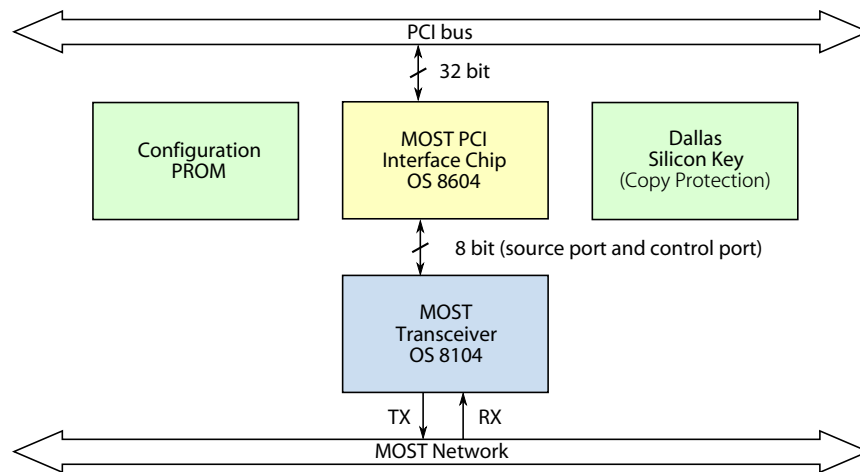 PCI bus
32 bit
Configuration
PROM
MOST PCI
Interface Chip
OS 8604
Dallas
Silicon Key
(Copy Protection)
8 bit (source port and control port)
MOST
Transceiver
OS 8104
TX
RX
MOST Network